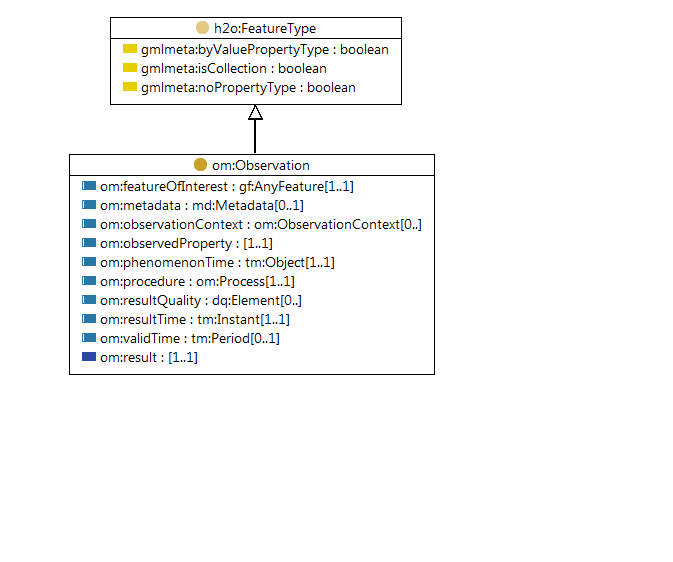 h2o:FeatureType
gmlmeta:byValuePropertyType : boolean
gmlmeta:isCollection : boolean
gmlmeta:noPropertyType : boolean
om:Observation
om:featureOfInterest : gf:AnyFeature[1..1]
om:metadata : md:Metadata[0..1]
om:observationContext : om:ObservationContext[0..]
om:observedProperty : [1..1]
om:phenomenonTime : tm:Object[1..1]
om:procedure : om:Process[1..1]
om:resultQuality : dq:Element[0..]
om:resultTime : tm:Instant[1..1]
om:validTime : tm:Period[0..1]
om:result : [1..1]